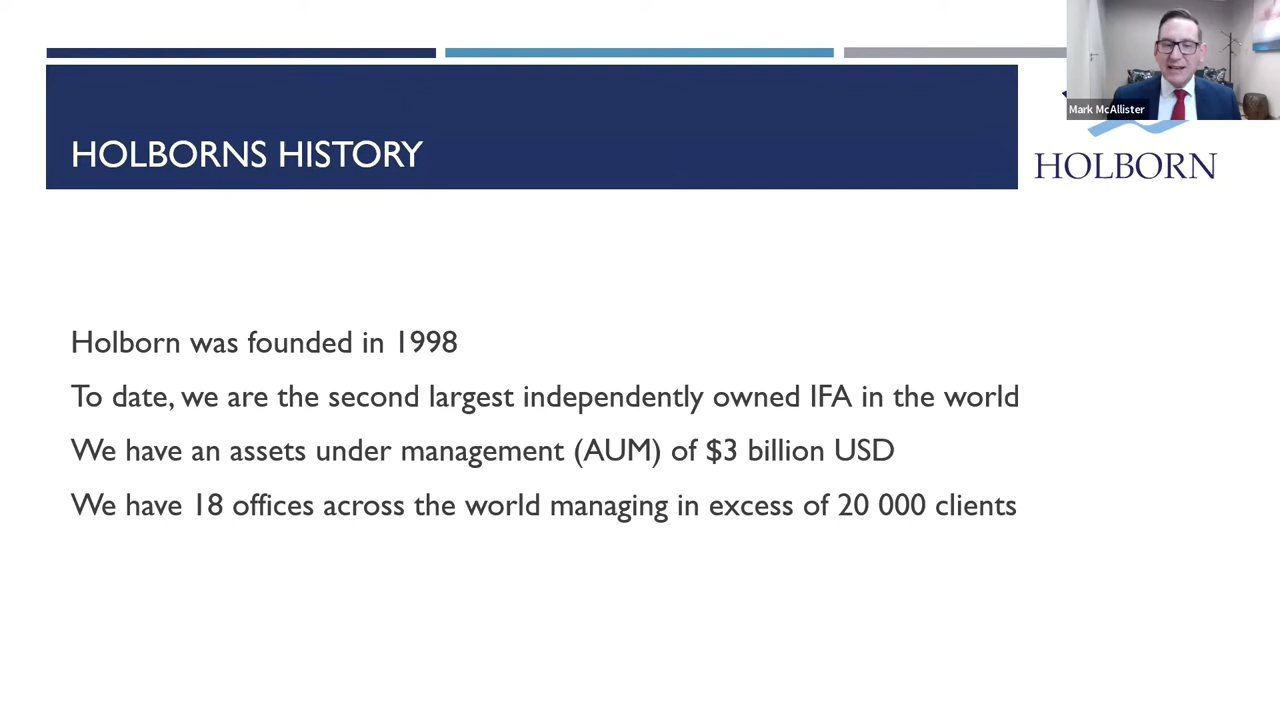 Mark McAllister
HOLBORNS HISTORY
HOLBORN
Holborn was founded in 1998
To date, we are the second largest independently owned IFA in the world
We have an assets under management (AUM) of $3 billion USD
We have 18 offices across the world managing in excess of 20 000 clients